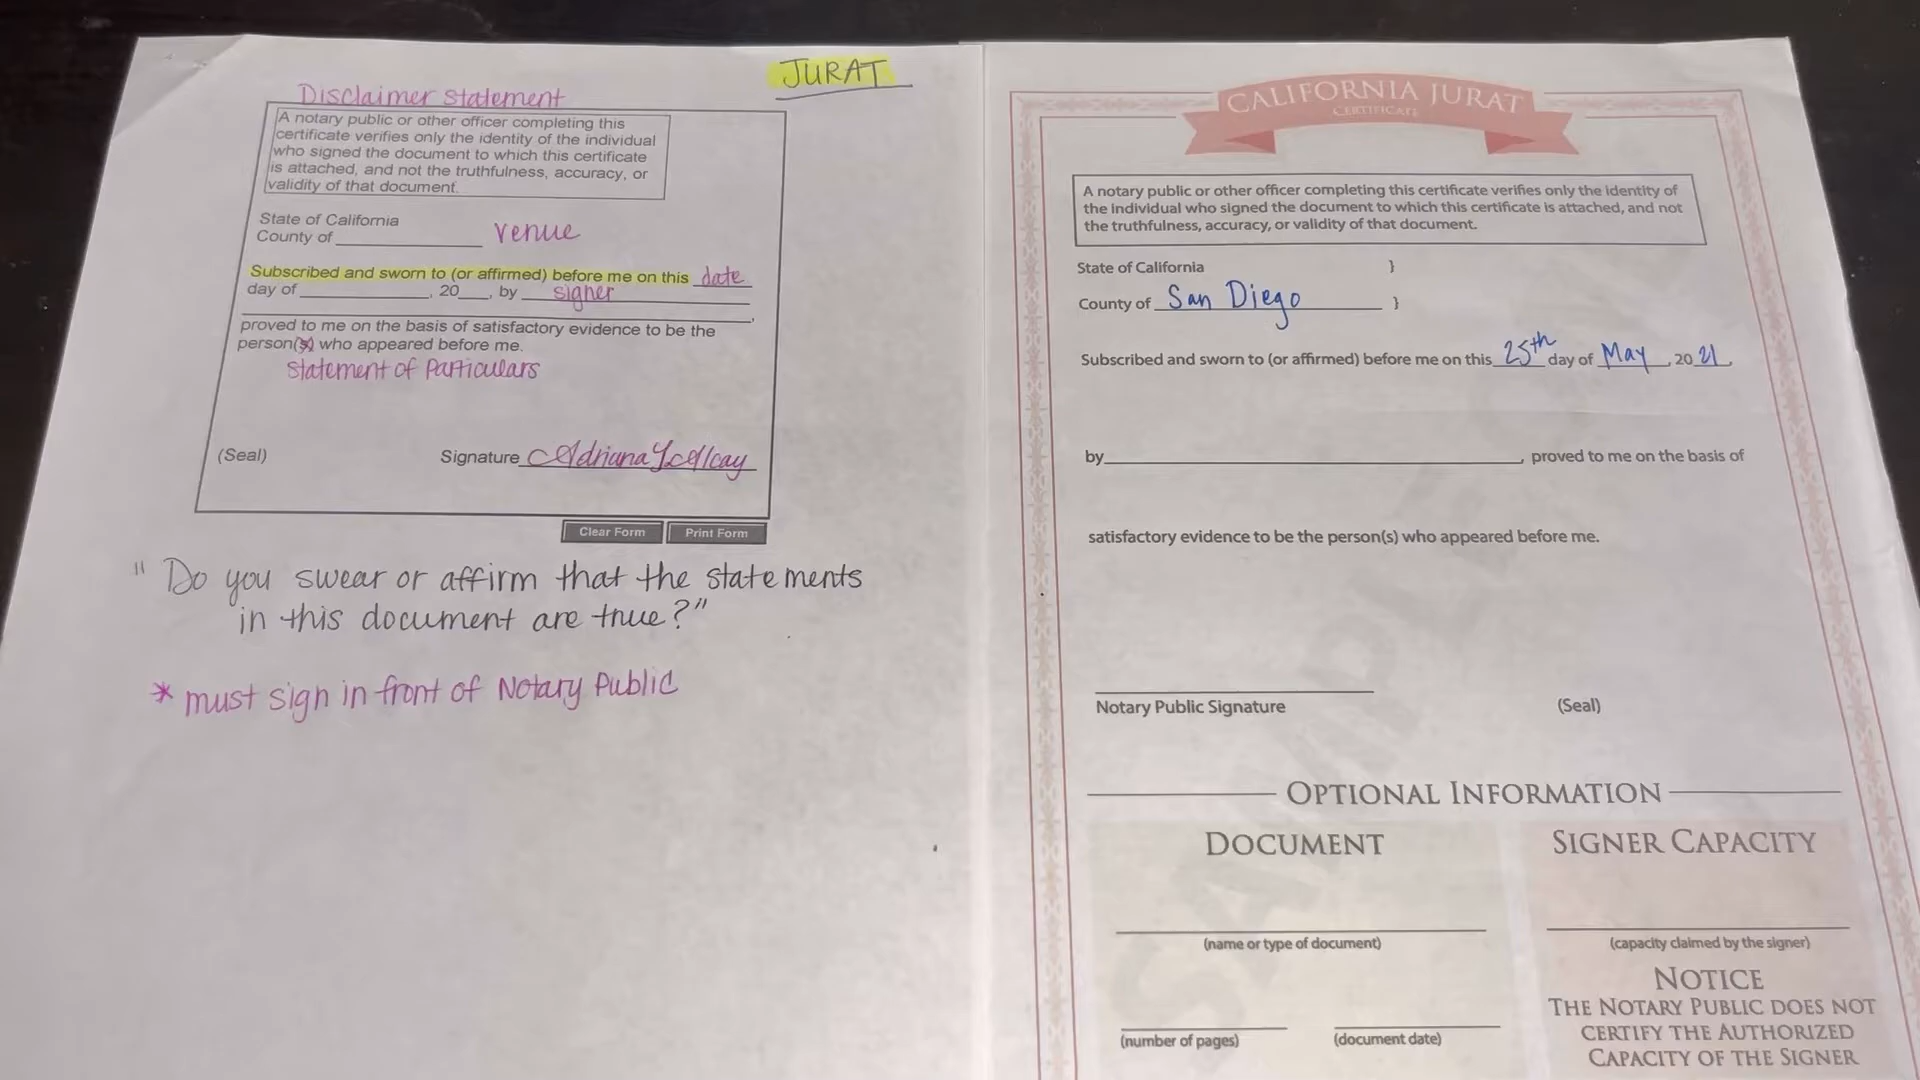 JURAT
Disclaimer Statement
A notary public or other officer completing this
certificate verifies only the identity of the individual
who signed the document to which this certificate
is attached, and not the truthfulness, accuracy, or
validity of that document.
State of California
County of ____________ venue
Subscribed and sworn to (or affirmed) before me on this date
day of ____________, 20___, by signer
proved to me on the basis of satisfactory evidence to be the
person(s) who appeared before me.
Statement of Particulars
(Seal) Signature
Clear Form Print Form
"Do you swear or affirm that the statements
in this document are true?"
* must sign in front of Notary Public
CALIFORNIA JURAT
CERTIFICATE
A notary public or other officer completing this certificate verifies only the identity of
the individual who signed the document to which this certificate is attached, and not
the truthfulness, accuracy, or validity of that document.
State of California }
County of San Diego }
Subscribed and sworn to (or affirmed) before me on this 25th day of May, 2021
by____________, proved to me on the basis of
satisfactory evidence to be the person(s) who appeared before me.
Notary Public Signature (Seal)
OPTIONAL INFORMATION
DOCUMENT
(name or type of document)
(number of pages) (document date)
SIGNER CAPACITY
(capacity claimed by the signer)
NOTICE
THE NOTARY PUBLIC DOES NOT
CERTIFY THE AUTHORIZED
CAPACITY OF THE SIGNER
SAMPLE